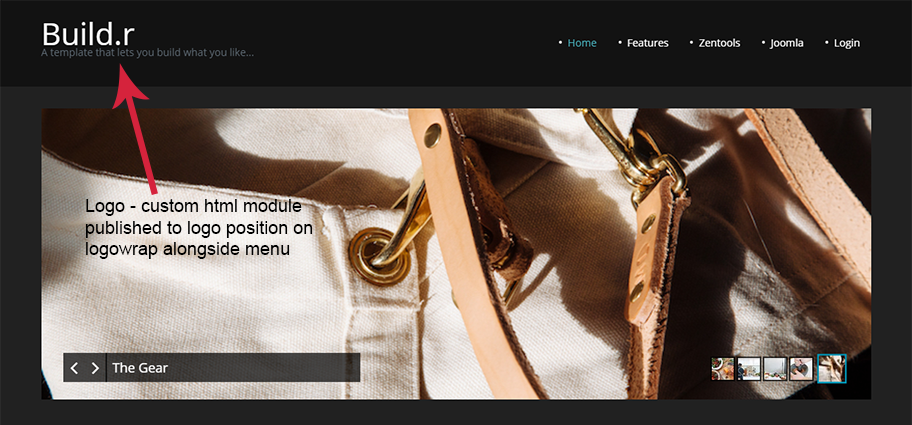 Build.r
A template that lets you build what you like...
Home Features Zentools Joomla Login
Logo - custom html module
published to logo position on
logowrap alongside menu
The Gear